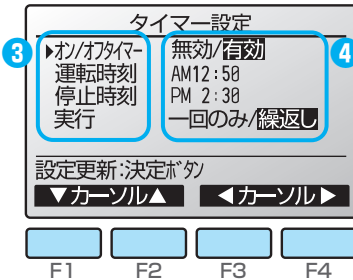 タイマー設定
3 ▶オン/オフタイマー 無効/有効 4
運転時刻 AM12:50
停止時刻 PM 2:30
実行 一回のみ/繰返し
設定更新:決定ボタン
▼カーソル▲ ◀カーソル▶
F1 F2 F3 F4